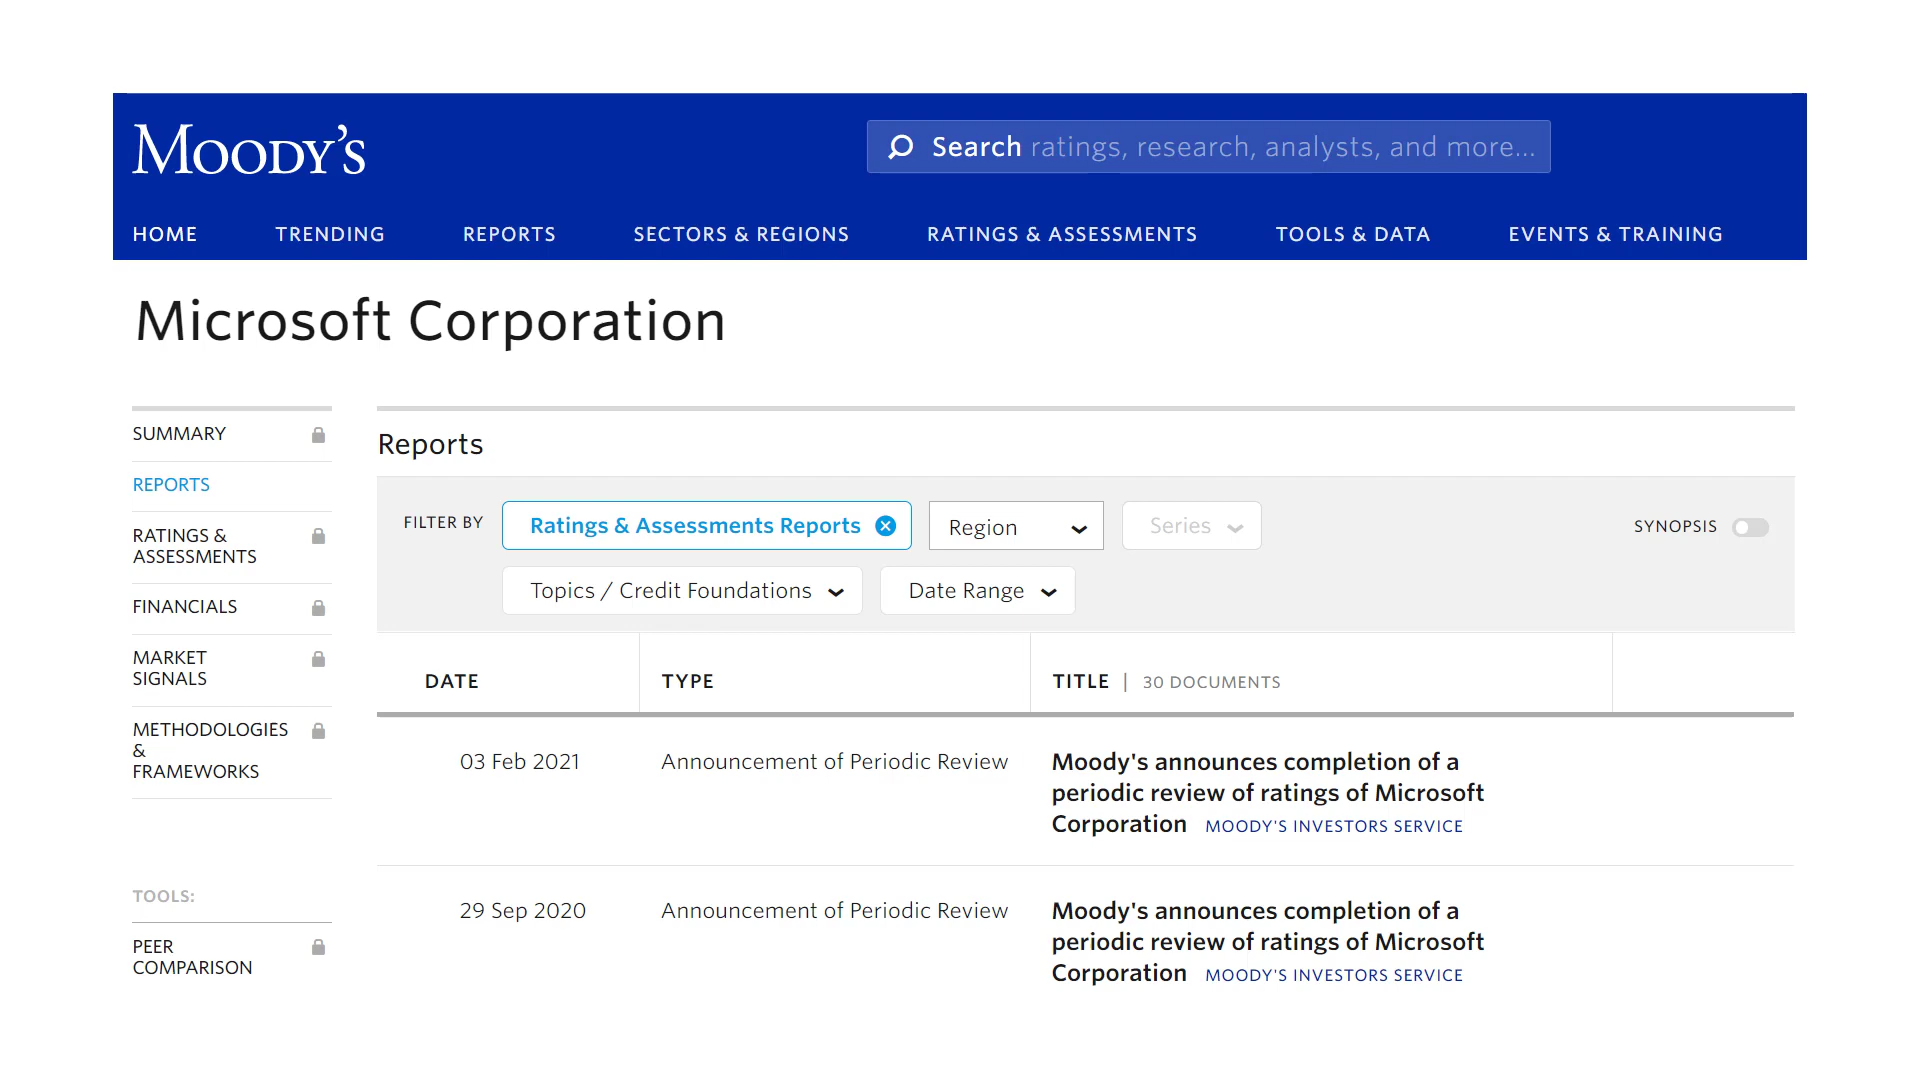 MOODY'S
Search ratings, research, analysts, and more...
HOME TRENDING REPORTS SECTORS & REGIONS RATINGS & ASSESSMENTS TOOLS & DATA EVENTS & TRAINING
Microsoft Corporation
SUMMARY
REPORTS
RATINGS &
ASSESSMENTS
FINANCIALS
MARKET
SIGNALS
METHODOLOGIES
&
FRAMEWORKS
TOOLS:
PEER
COMPARISON
Reports
FILTER BY Ratings & Assessments Reports Region Series SYNOPSIS
Topics / Credit Foundations Date Range
DATE TYPE TITLE | 30 DOCUMENTS
03 Feb 2021 Announcement of Periodic Review Moody's announces completion of a
periodic review of ratings of Microsoft
Corporation MOODY'S INVESTORS SERVICE
29 Sep 2020 Announcement of Periodic Review Moody's announces completion of a
periodic review of ratings of Microsoft
Corporation MOODY'S INVESTORS SERVICE